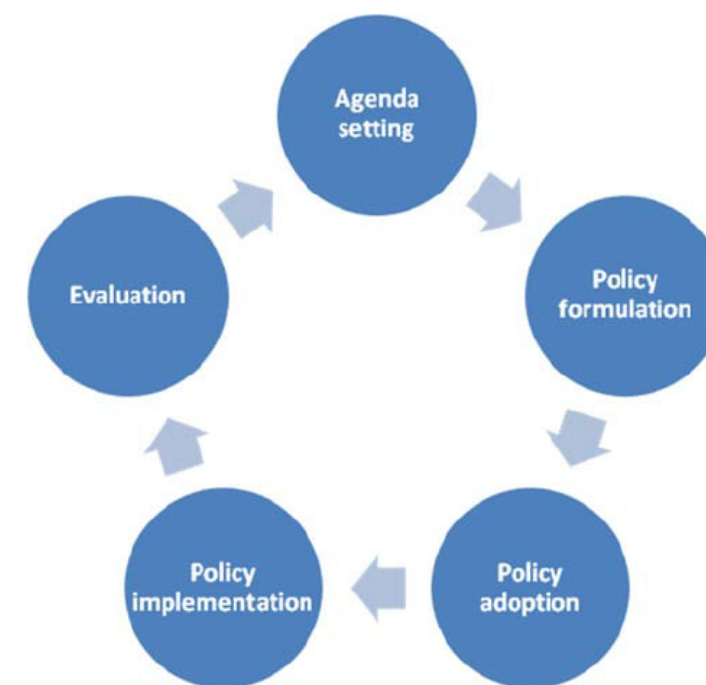 Agenda
setting
Policy
formulation
Policy
adoption
Policy
implementation
Evaluation